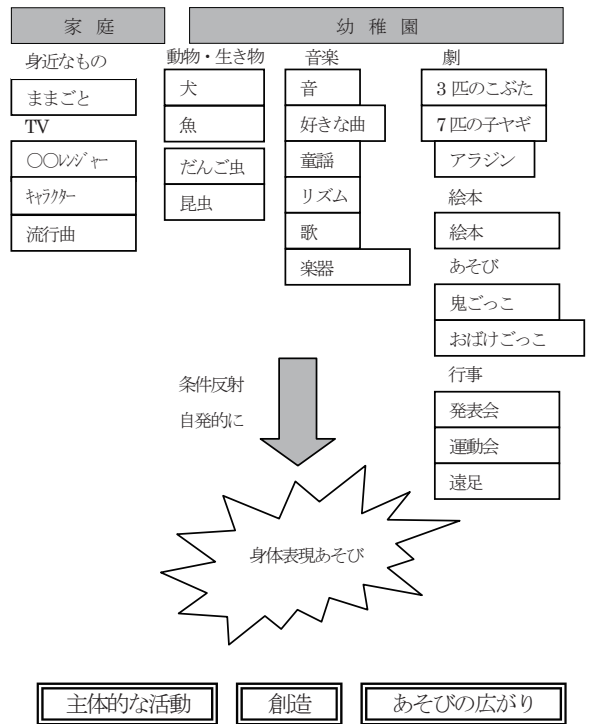 家庭
幼稚園
身近なもの
ままごと
TV
〇〇ﾚﾝｼﾞｬｰ
ｷｬﾗｸﾀｰ
流行曲
動物・生き物
犬
魚
だんご虫
昆虫
音楽
音
好きな曲
童謡
リズム
歌
楽器
劇
3匹のこぶた
7匹の子ヤギ
アラジン
絵本
絵本
あそび
鬼ごっこ
おばけごっこ
行事
発表会
運動会
遠足
条件反射
自発的に
身体表現あそび
主体的な活動
創造
あそびの広がり